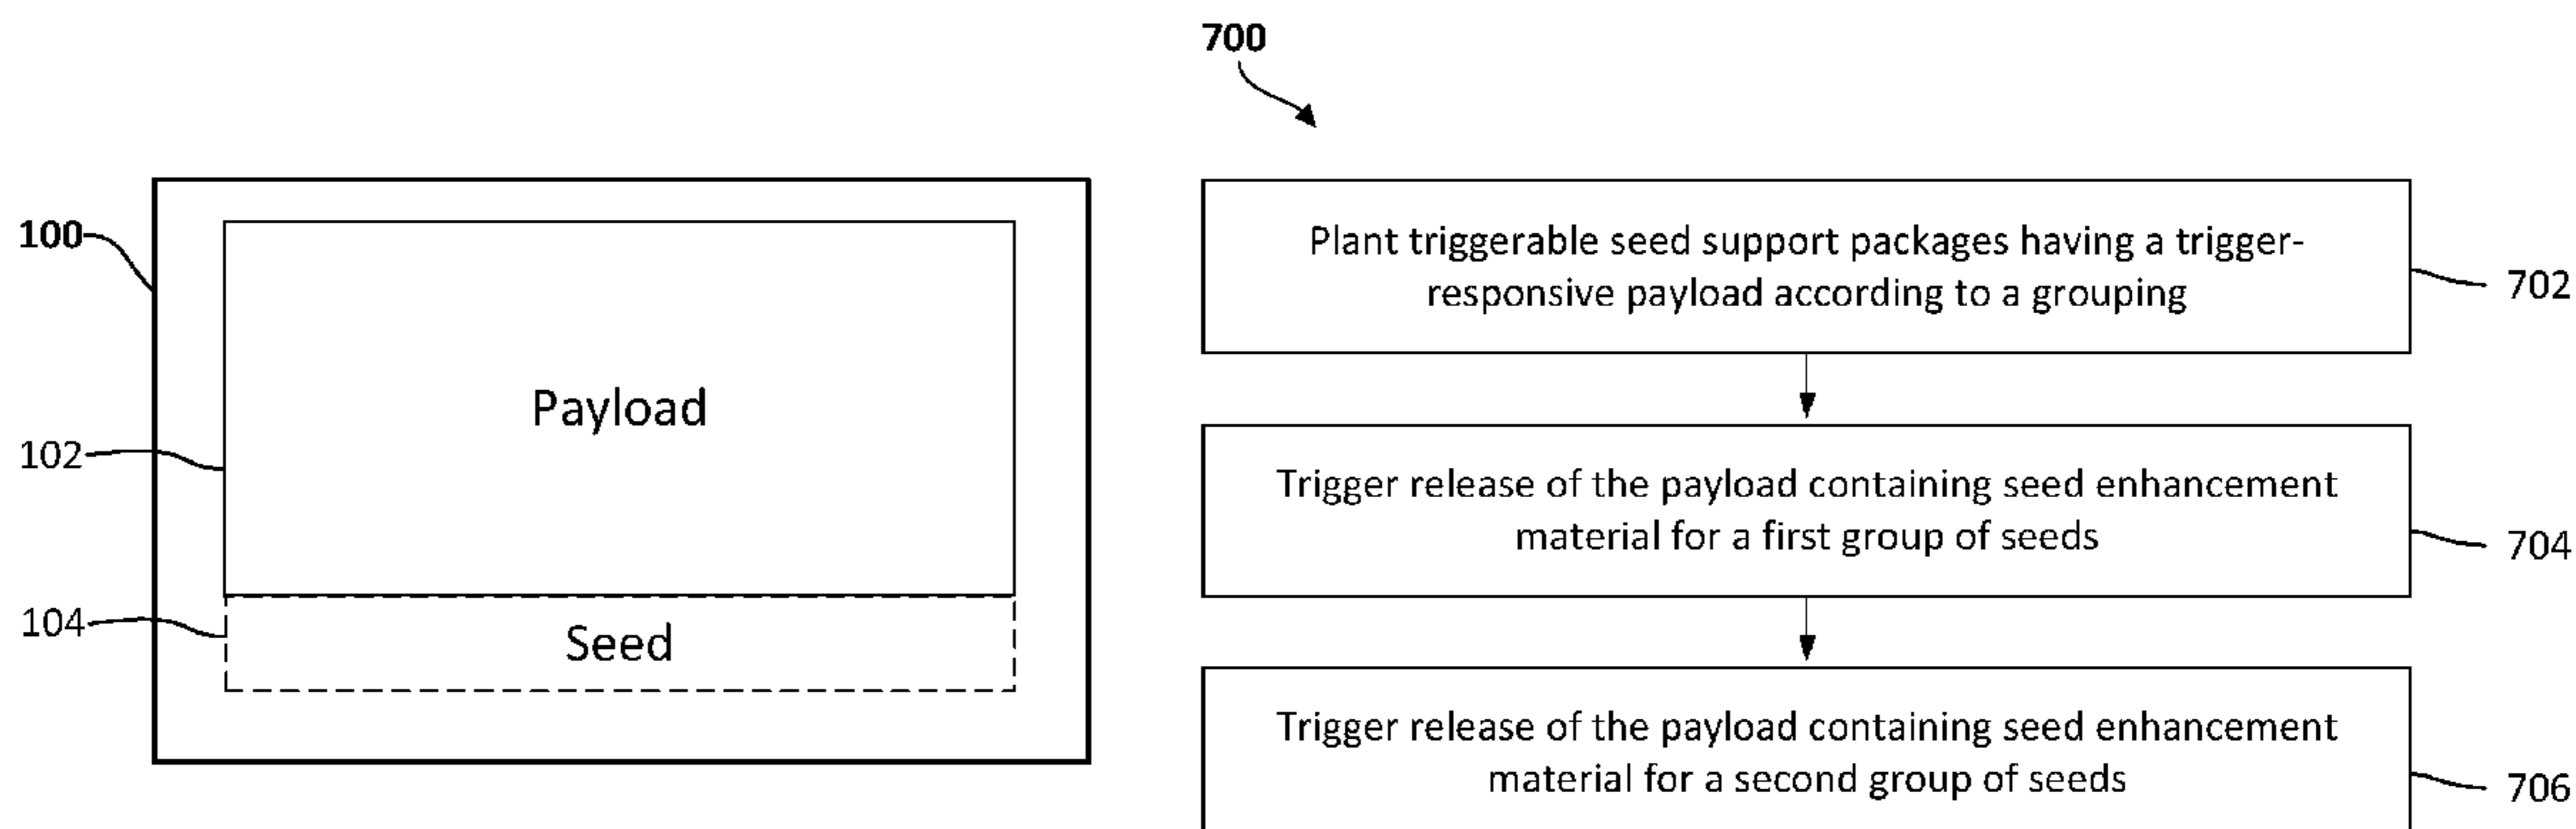 700
100
Payload
102
104
Seed
Plant triggerable seed support packages having a trigger-
responsive payload according to a grouping
702
Trigger release of the payload containing seed enhancement
material for a first group of seeds
704
Trigger release of the payload containing seed enhancement
material for a second group of seeds
706